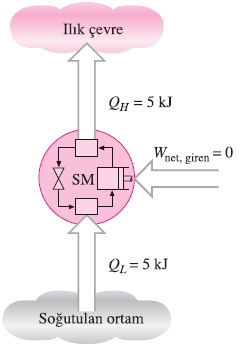 Ilık çevre
Q_H = 5 kJ
W_net, giren = 0
SM
Q_L = 5 kJ
Soğutulan ortam